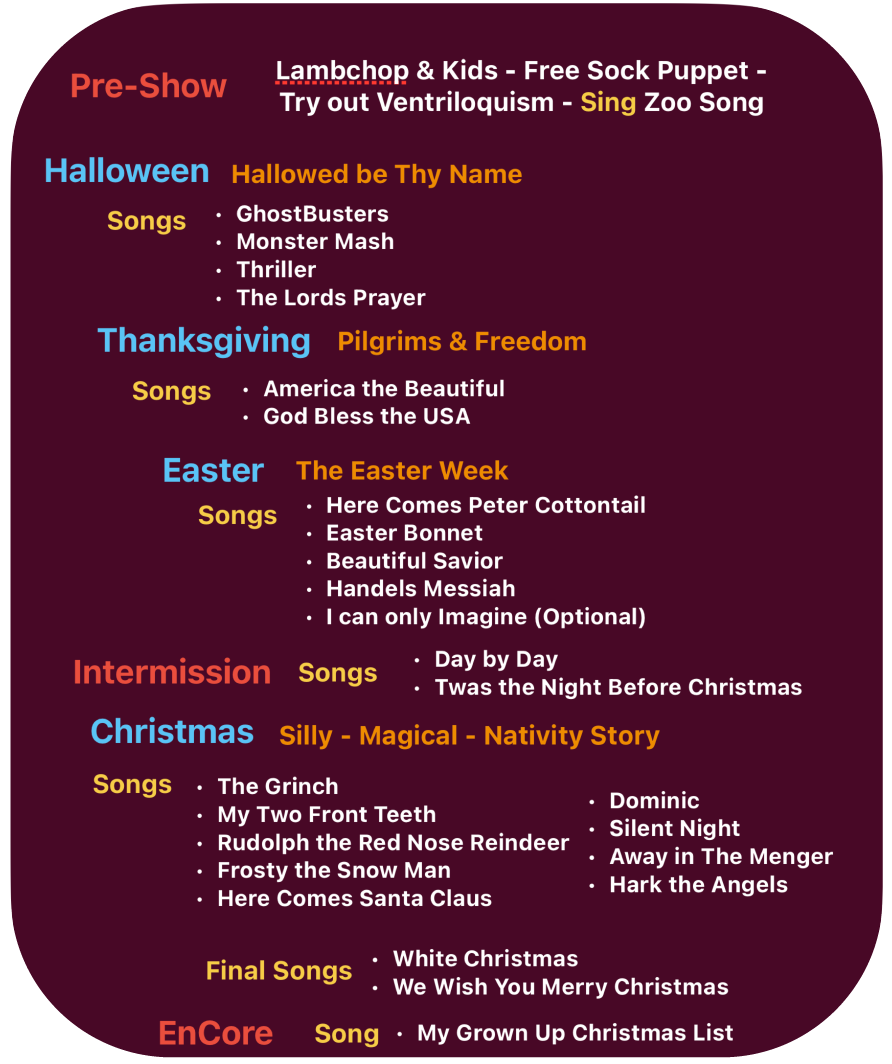 Pre-Show
Lambchop & Kids - Free Sock Puppet -
Try out Ventriloquism - Sing Zoo Song
Halloween Hallowed be Thy Name
Songs
• GhostBusters
• Monster Mash
• Thriller
• The Lords Prayer
Thanksgiving Pilgrims & Freedom
Songs
• America the Beautiful
• God Bless the USA
Easter The Easter Week
Songs
• Here Comes Peter Cottontail
• Easter Bonnet
• Beautiful Savior
• Handels Messiah
• I can only Imagine (Optional)
Intermission Songs
• Day by Day
• Twas the Night Before Christmas
Christmas Silly - Magical - Nativity Story
Songs
• The Grinch
• My Two Front Teeth
• Rudolph the Red Nose Reindeer
• Frosty the Snow Man
• Here Comes Santa Claus
• Dominic
• Silent Night
• Away in The Menger
• Hark the Angels
Final Songs
• White Christmas
• We Wish You Merry Christmas
EnCore Song • My Grown Up Christmas List